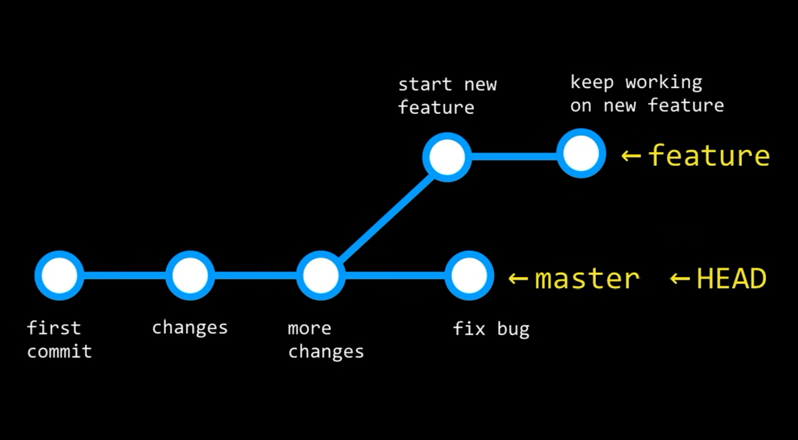 start new
feature
keep working
on new feature
← feature
← master ← HEAD
first
commit
changes
more
changes
fix bug